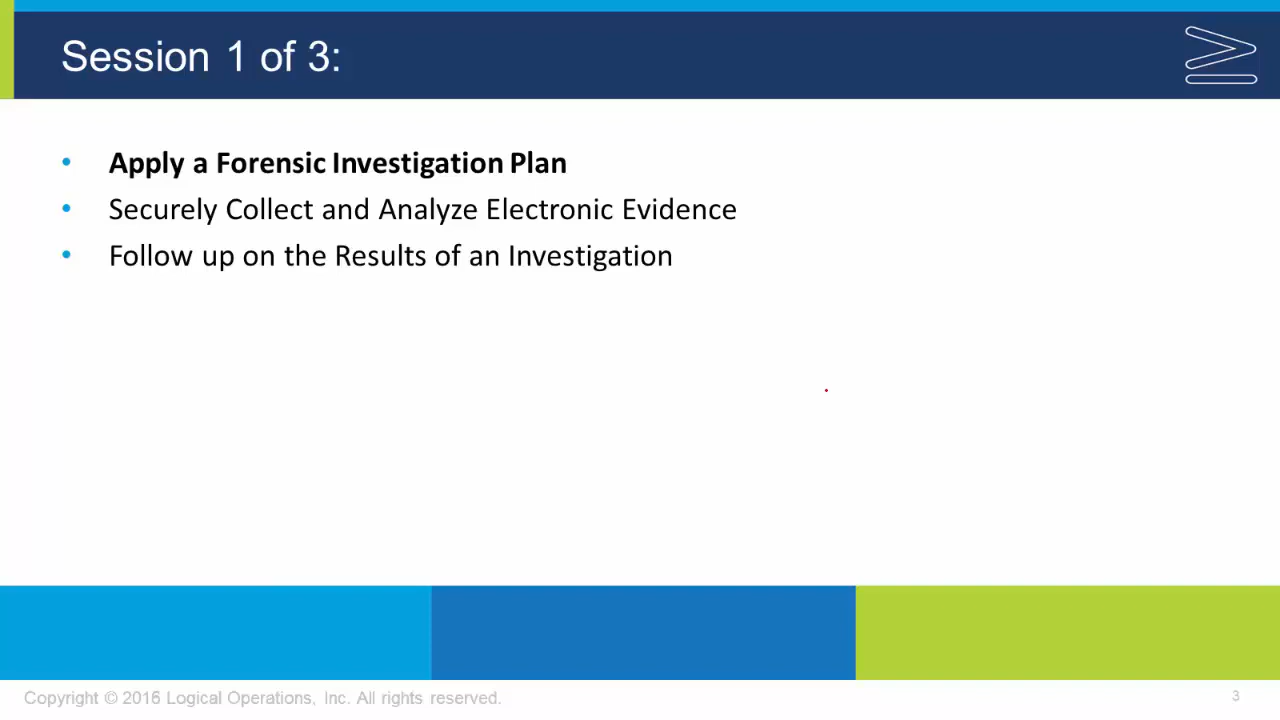 Session 1 of 3:
• Apply a Forensic Investigation Plan
• Securely Collect and Analyze Electronic Evidence
• Follow up on the Results of an Investigation
Copyright © 2016 Logical Operations, Inc. All rights reserved.
3